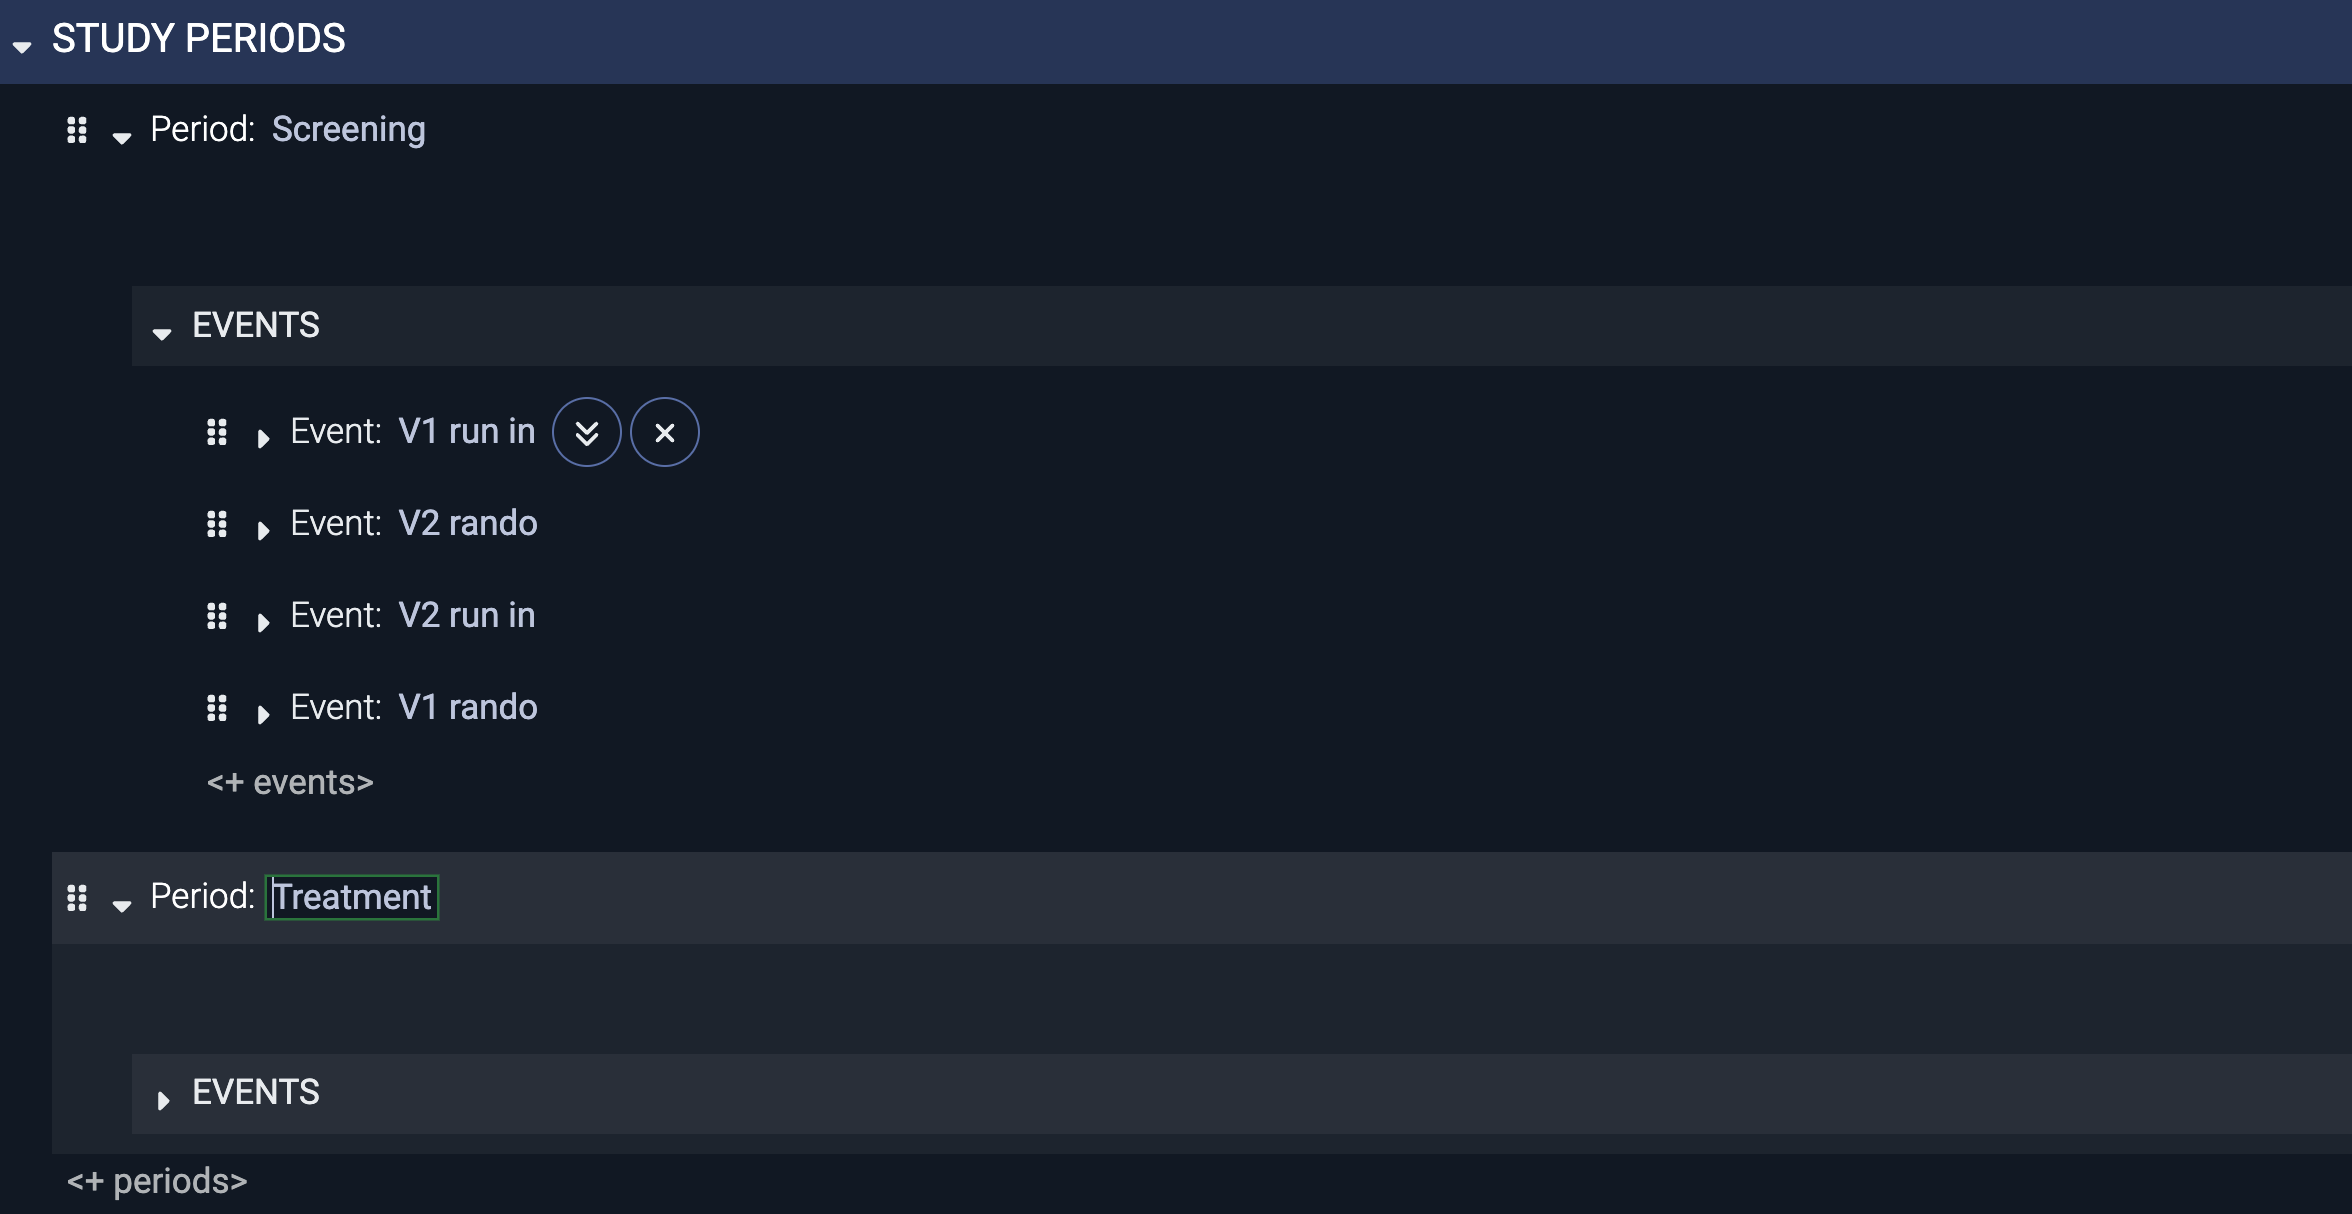 STUDY PERIODS
Period: Screening
EVENTS
Event: V1 run in
Event: V2 rando
Event: V2 run in
Event: V1 rando
<+ events>
Period: Treatment
EVENTS
<+ periods>